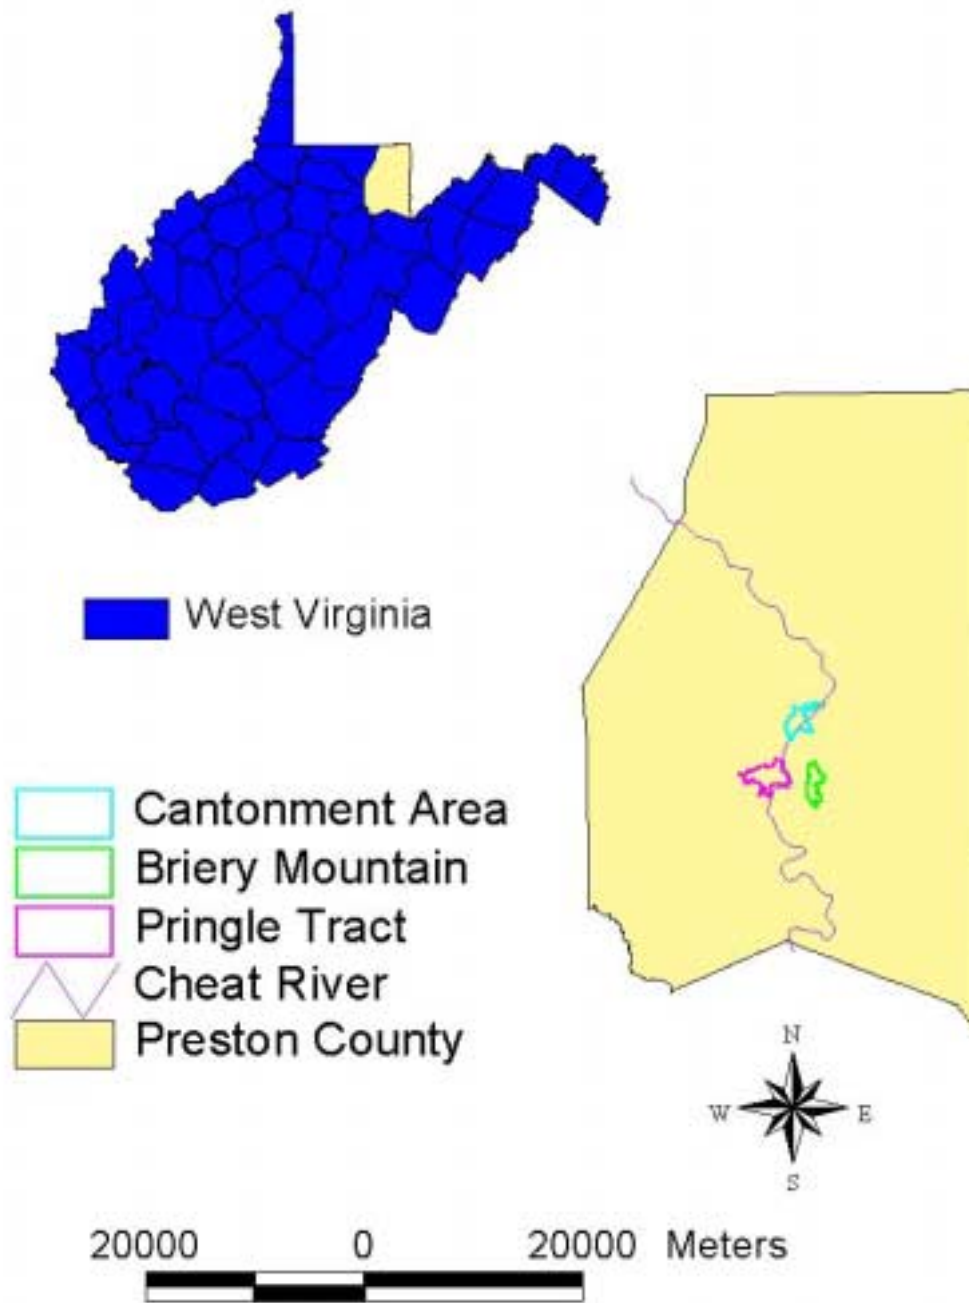 West Virginia
Cantonment Area
Briery Mountain
Pringle Tract
Cheat River
Preston County
N
W E
S
20000 0 20000 Meters